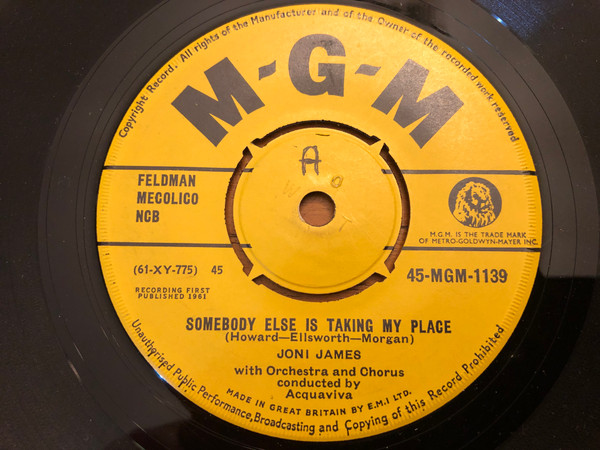 Copyright Record. All rights of the Manufacturer and of the Owner of the recorded work reserved
M-G-M
A
FELDMAN
MECOLICO
NCB
M.G.M. IS THE TRADE MARK
OF METRO-GOLDWYN-MAYER INC.
(61-XY-775) 45
45-MGM-1139
RECORDING FIRST
PUBLISHED 1961
SOMEBODY ELSE IS TAKING MY PLACE
(Howard—Ellsworth—Morgan)
JONI JAMES
with Orchestra and Chorus
conducted by
Acquaviva
MADE IN GREAT BRITAIN BY E.M.I LTD.
Unauthorised Public Performance, Broadcasting and Copying of this Record Prohibited